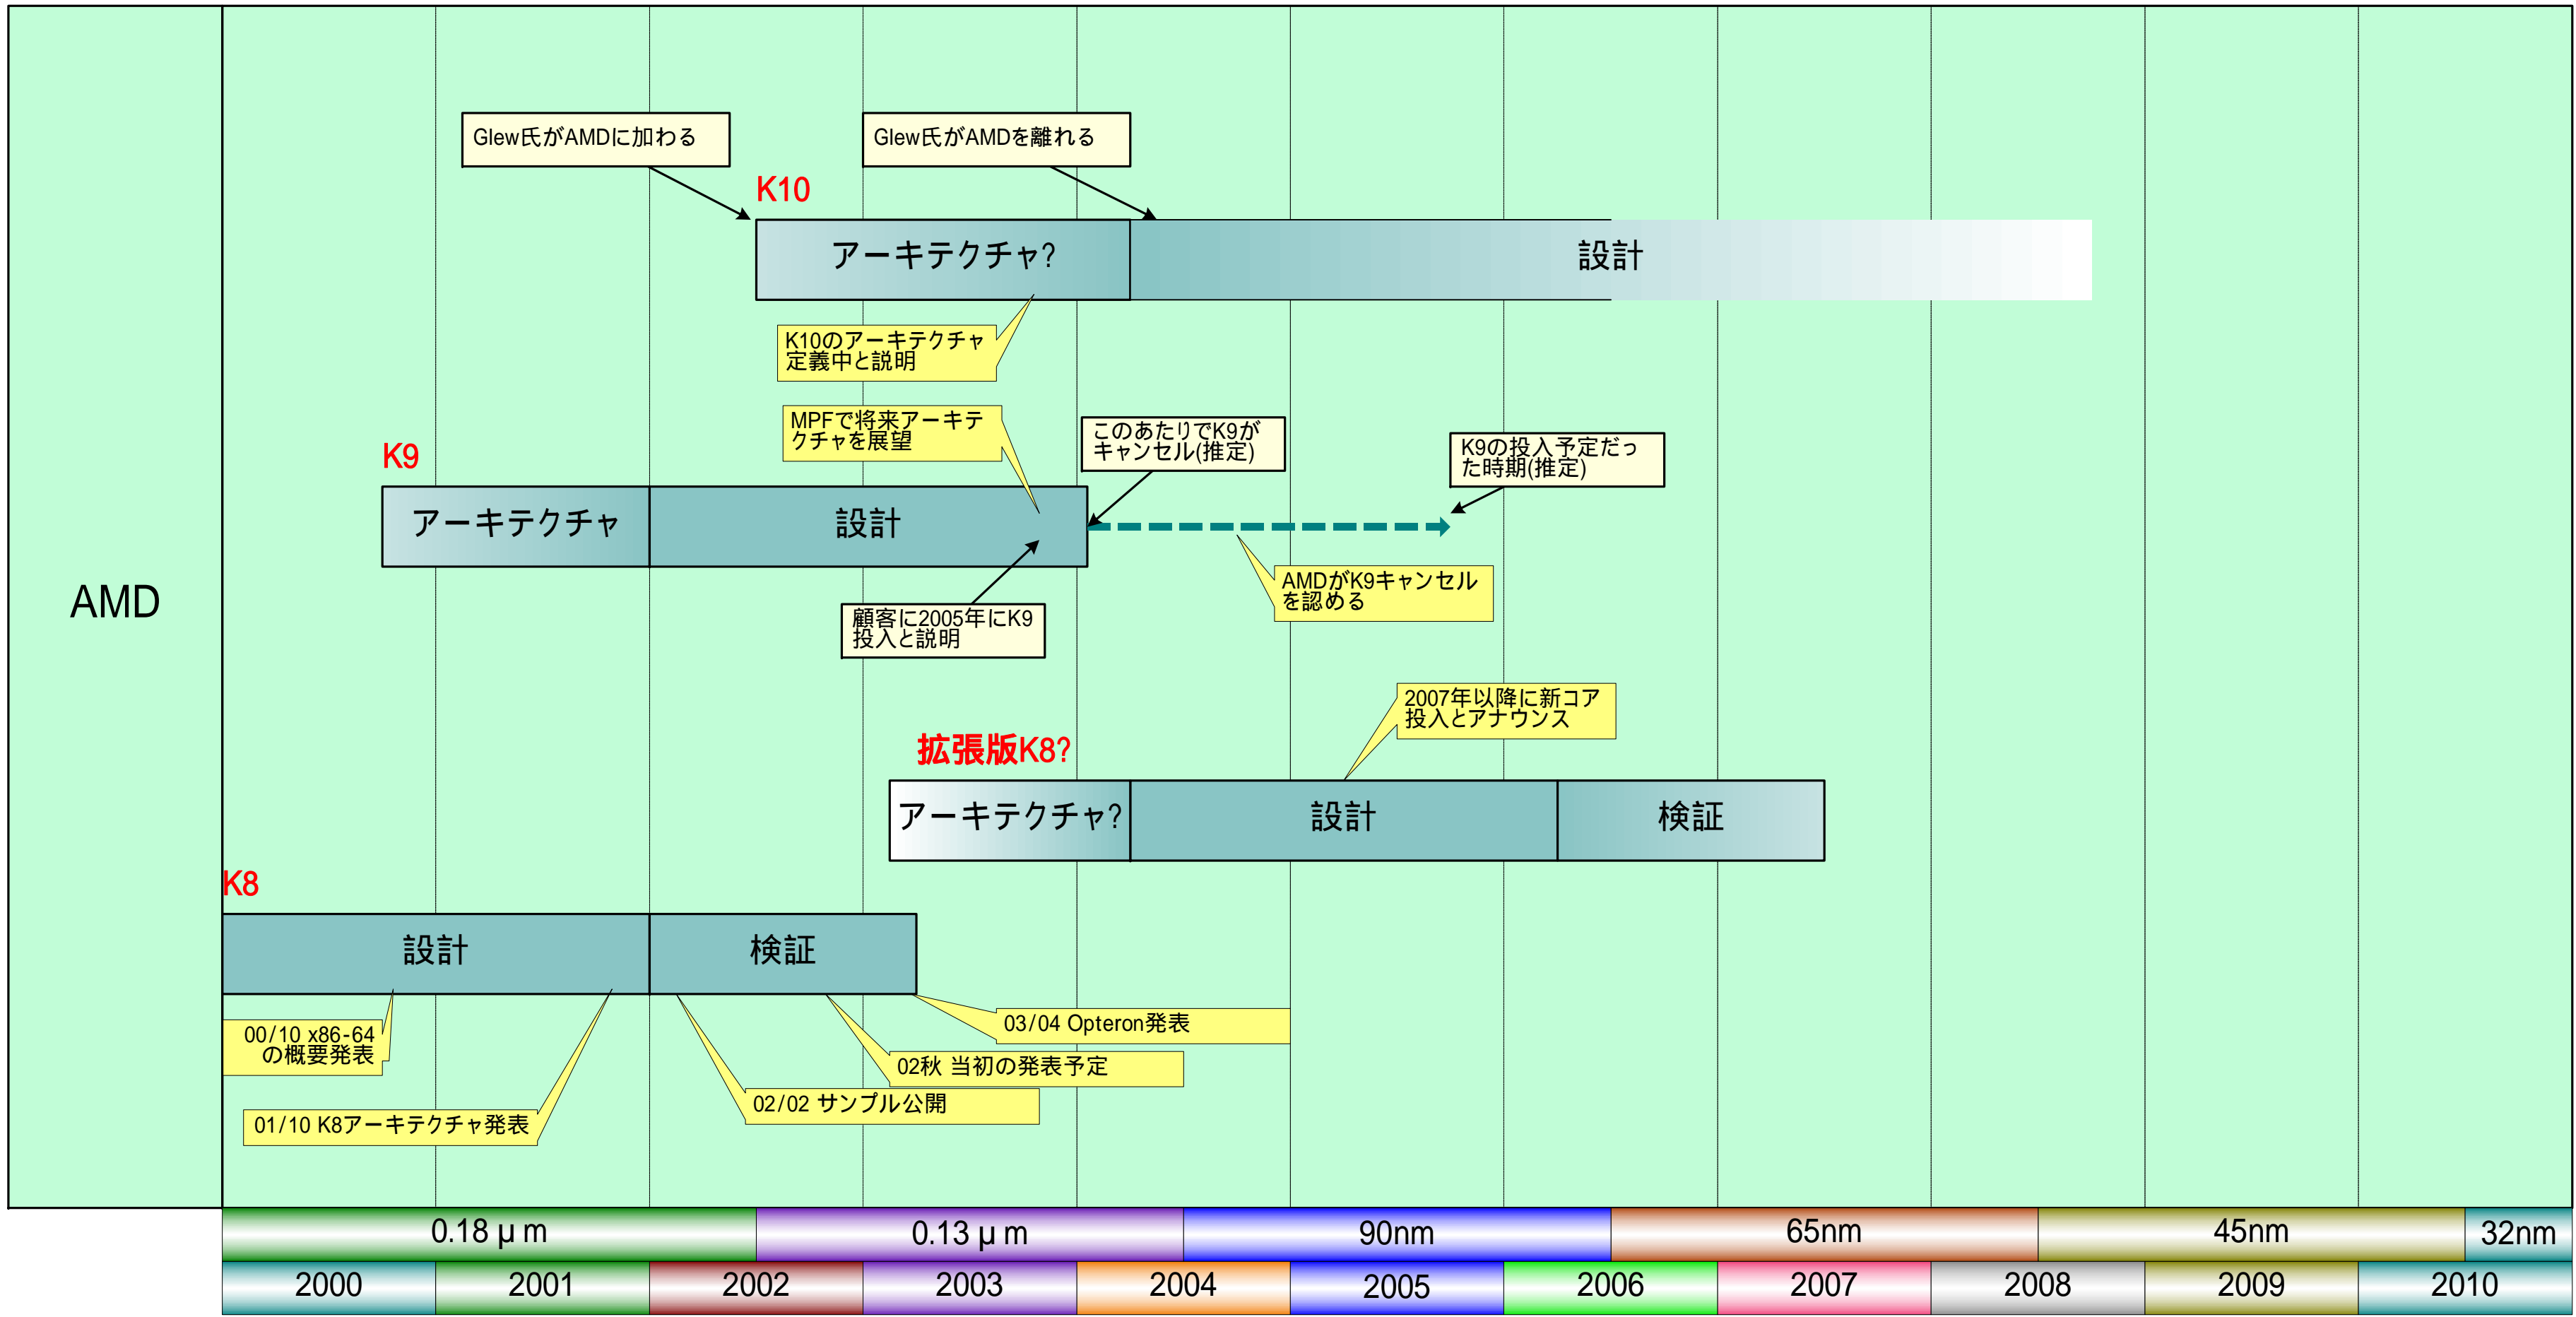 AMD
Glew氏がAMDに加わる
Glew氏がAMDを離れる
K10
アーキテクチャ?
設計
K10のアーキテクチャ
定義中と説明
MPFで将来アーキテ
クチャを展望
このあたりでK9が
キャンセル(推定)
K9の投入予定だっ
た時期(推定)
K9
アーキテクチャ
設計
AMDがK9キャンセル
を認める
顧客に2005年にK9
投入と説明
2007年以降に新コア
投入とアナウンス
拡張版K8?
アーキテクチャ?
設計
検証
K8
設計
検証
00/10 x86-64
の概要発表
03/04 Opteron発表
02秋 当初の発表予定
02/02 サンプル公開
01/10 K8アーキテクチャ発表
0.18μm
0.13μm
90nm
65nm
45nm
32nm
2000
2001
2002
2003
2004
2005
2006
2007
2008
2009
2010